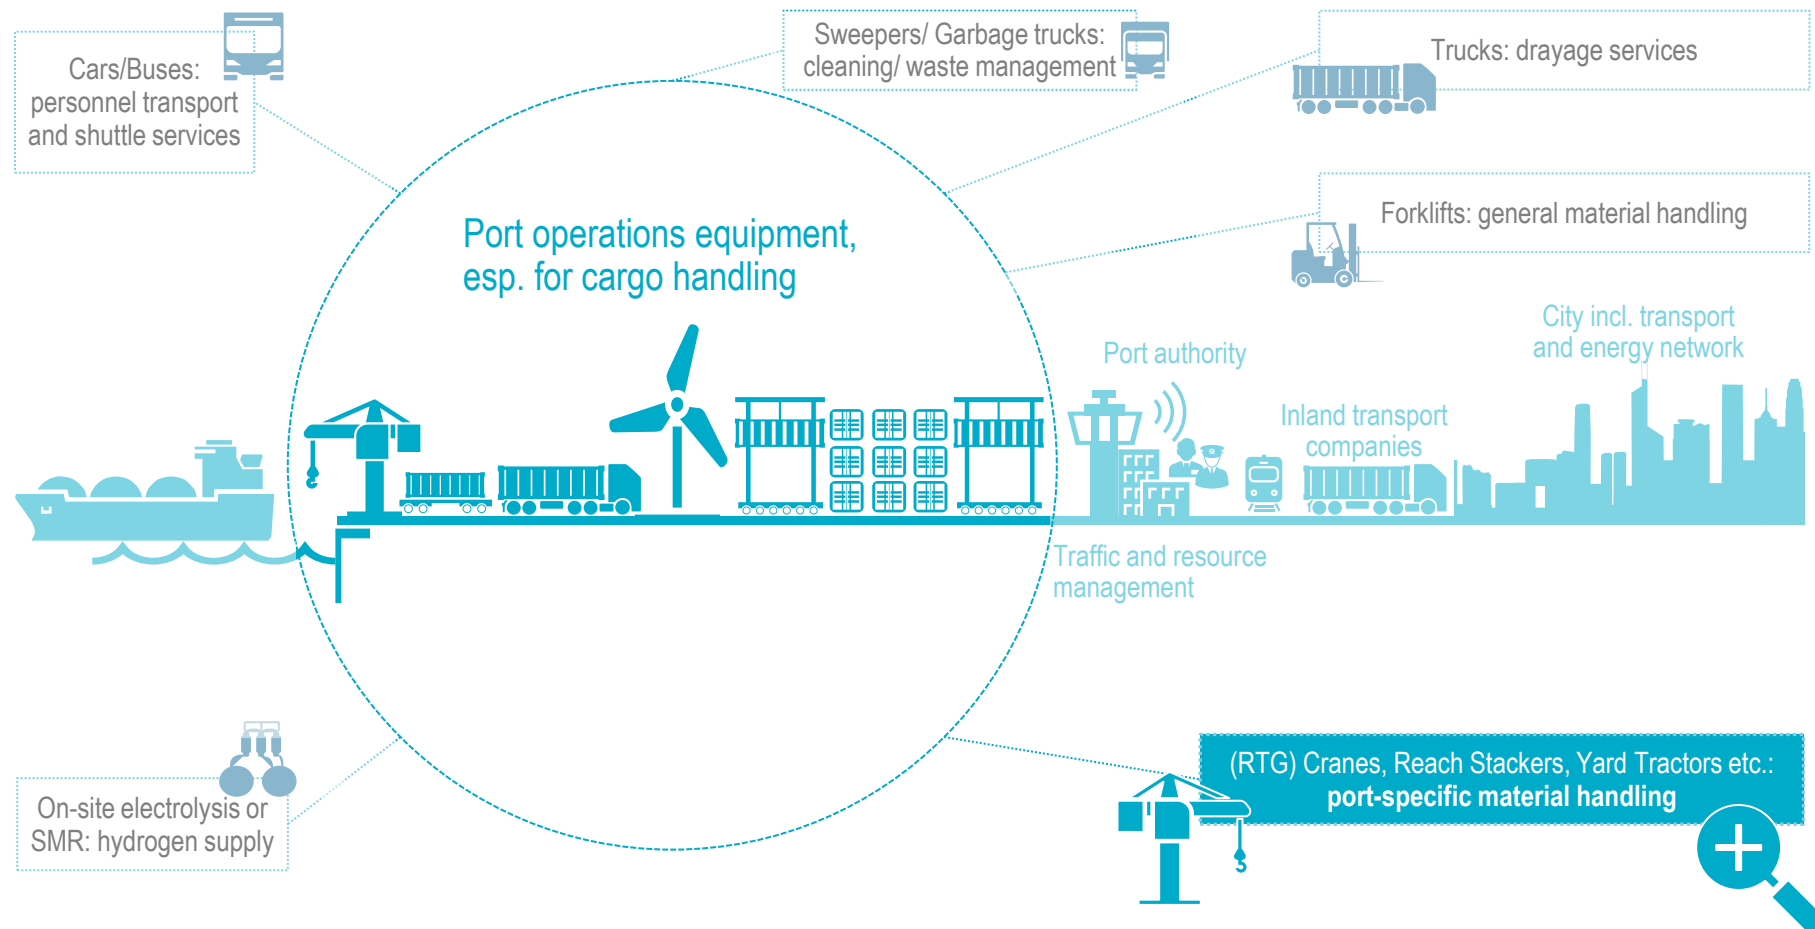 Cars/Buses:
personnel transport
and shuttle services
Sweepers/ Garbage trucks:
cleaning/ waste management
Trucks: drayage services
Forklifts: general material handling
Port operations equipment,
esp. for cargo handling
Port authority
City incl. transport
and energy network
Inland transport
companies
Traffic and resource
management
On-site electrolysis or
SMR: hydrogen supply
(RTG) Cranes, Reach Stackers, Yard Tractors etc.:
port-specific material handling